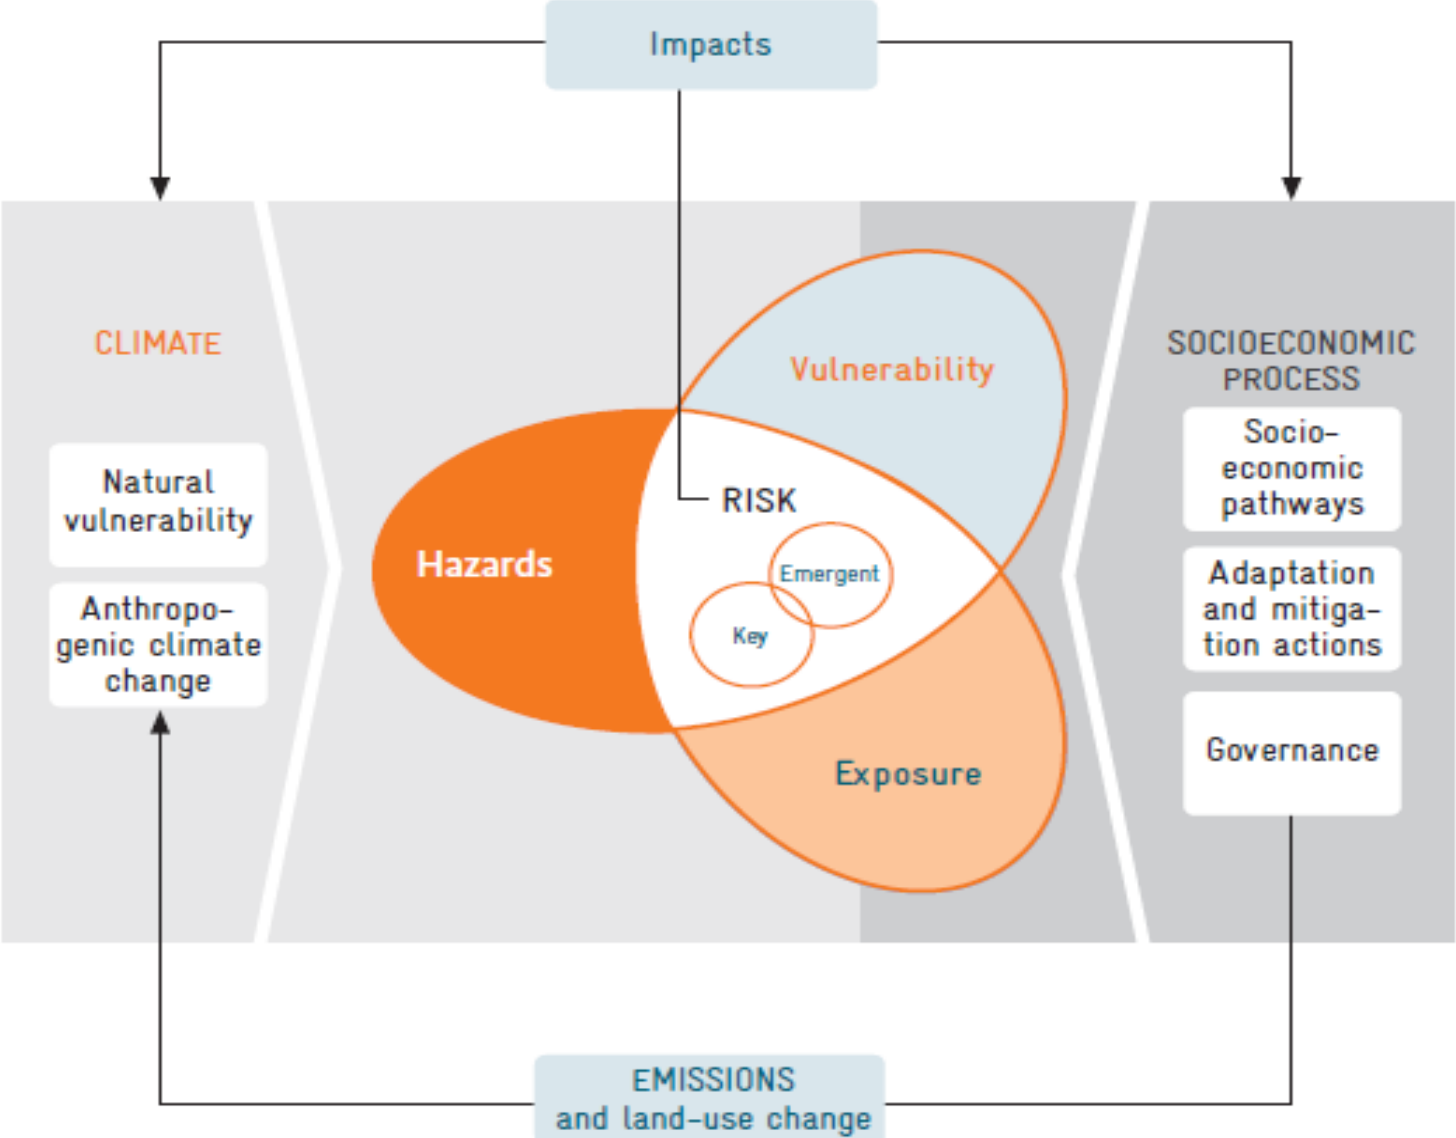 Impacts
CLIMATE
Natural
vulnerability
Anthropo-
genic climate
change
Hazards
Vulnerability
RISK
Emergent
Key
Exposure
SOCIOECONOMIC
PROCESS
Socio-
economic
pathways
Adaptation
and mitiga-
tion actions
Governance
EMISSIONS
and land-use change